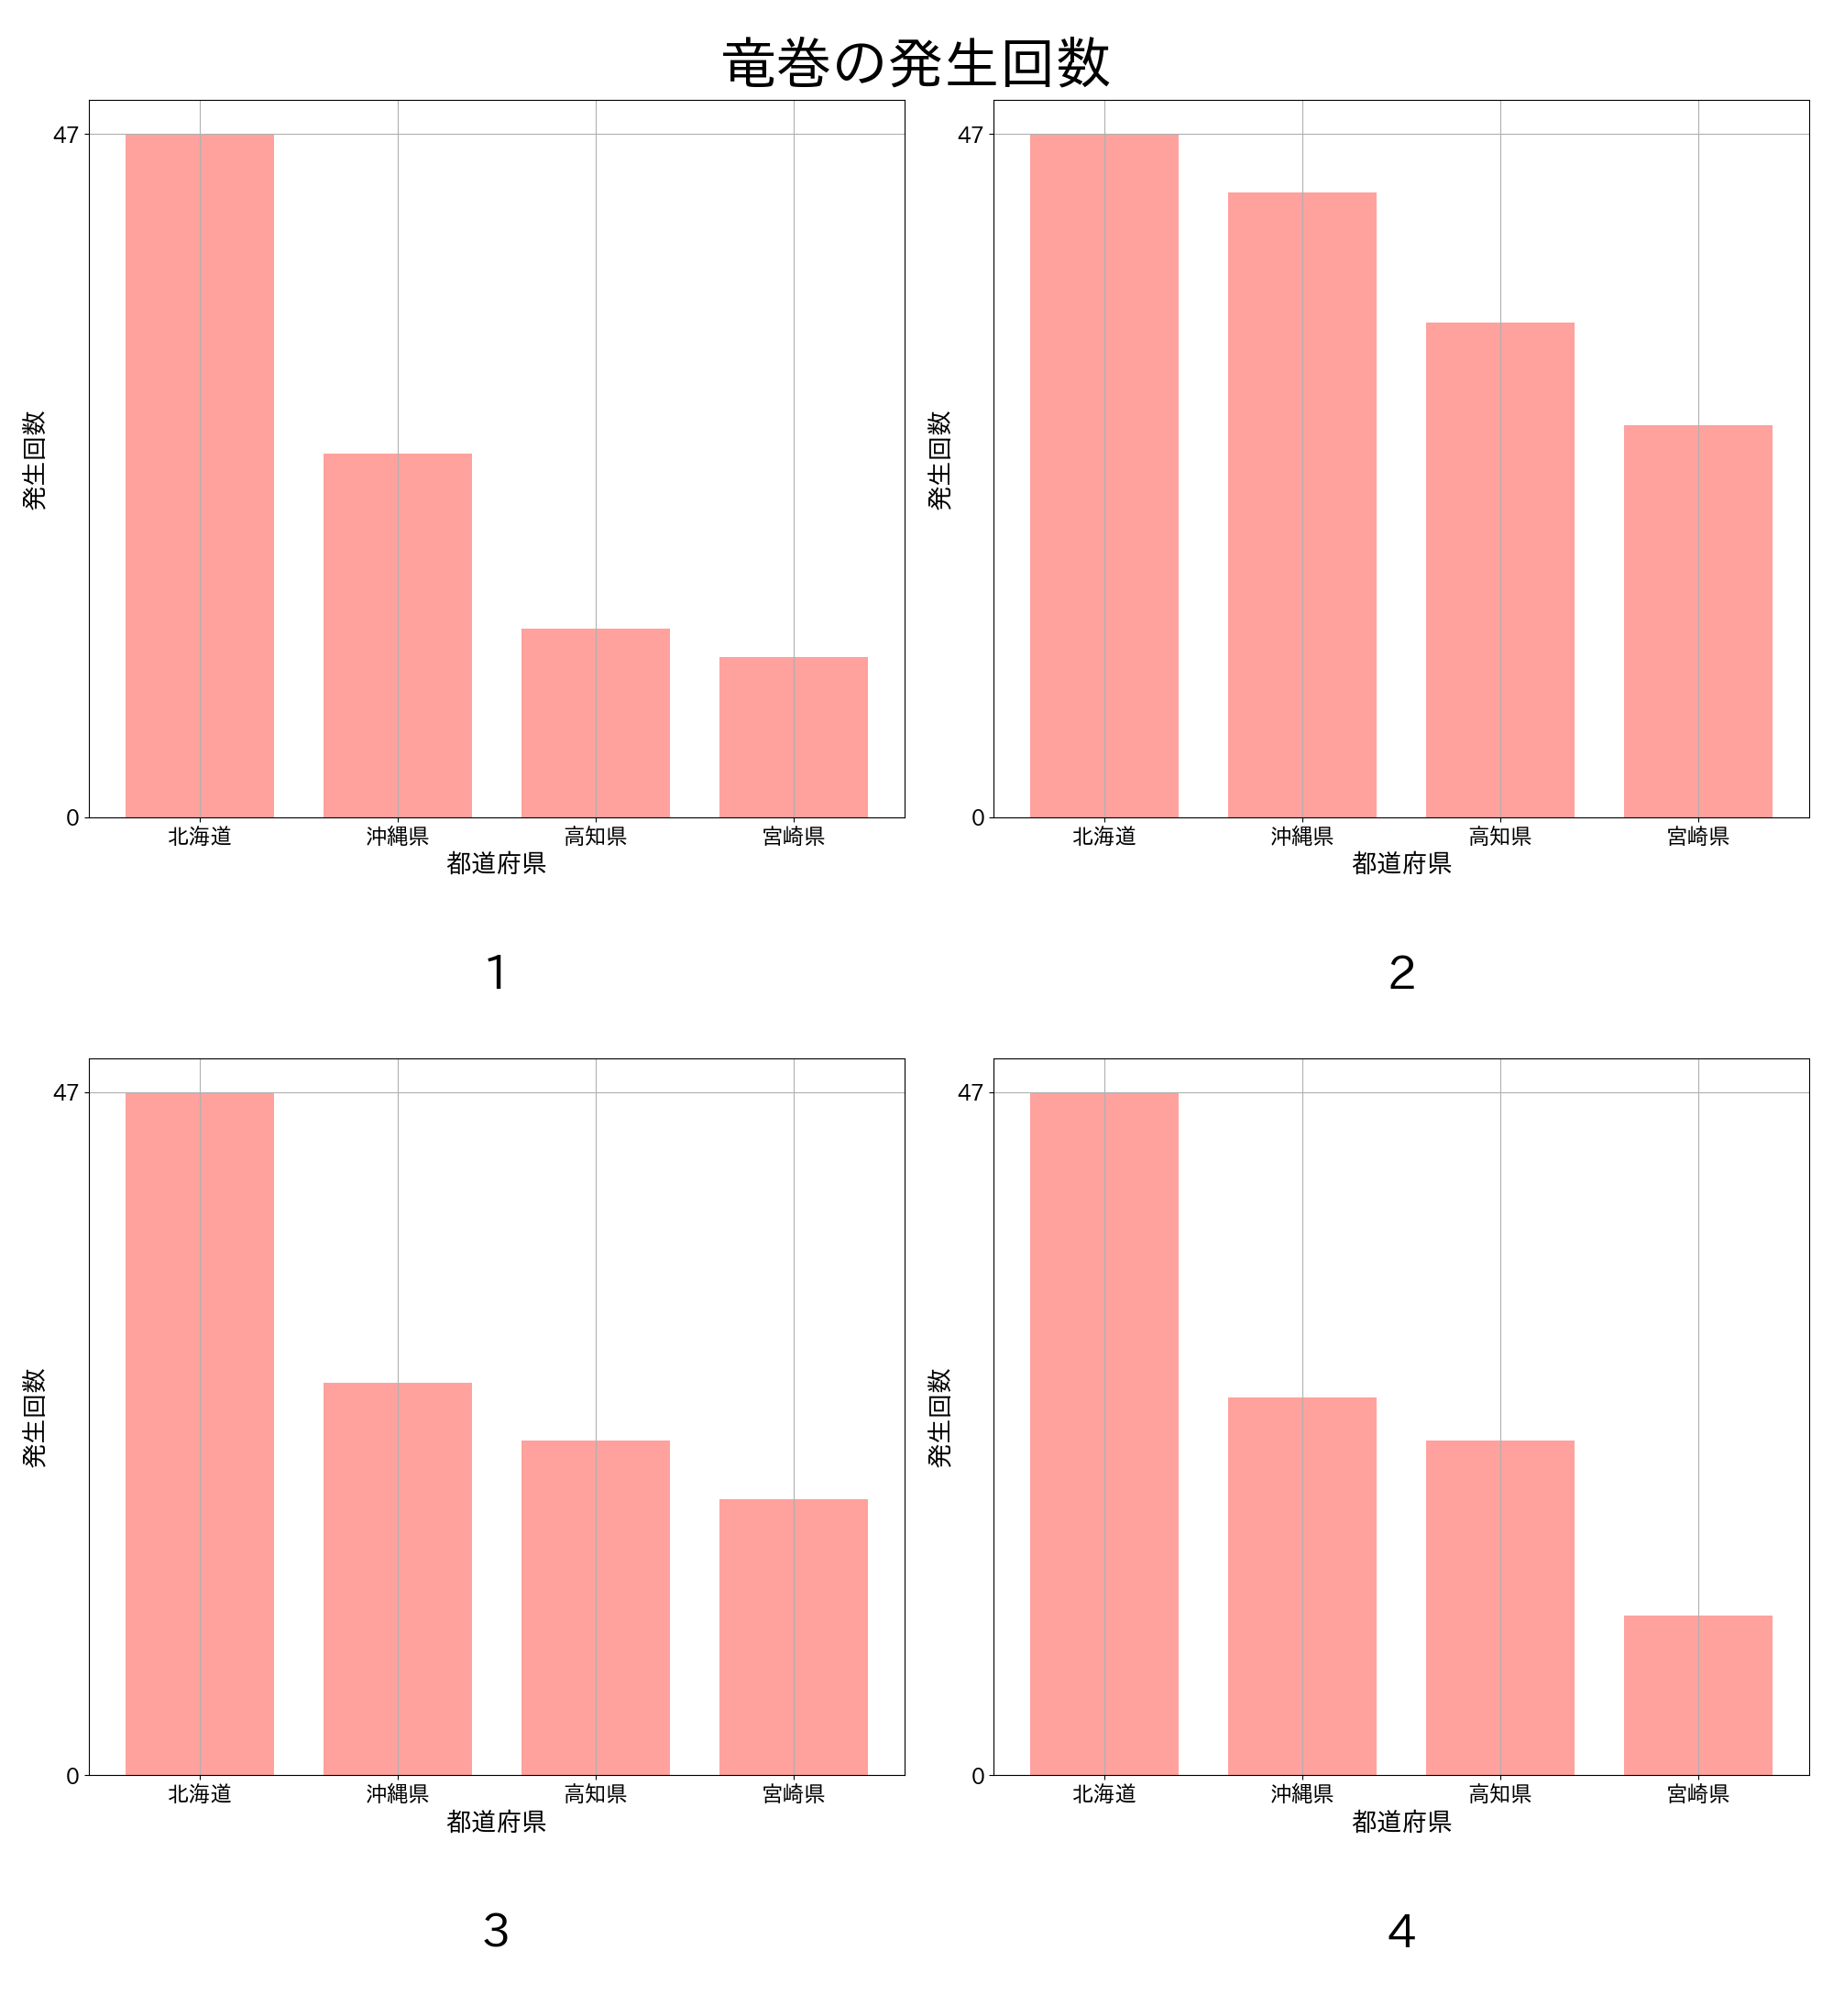 竜巻の発生回数
47
0
発生回数
北海道 沖縄県 高知県 宮崎県
都道府県
1
47
0
発生回数
北海道 沖縄県 高知県 宮崎県
都道府県
2
47
0
発生回数
北海道 沖縄県 高知県 宮崎県
都道府県
3
47
0
発生回数
北海道 沖縄県 高知県 宮崎県
都道府県
4